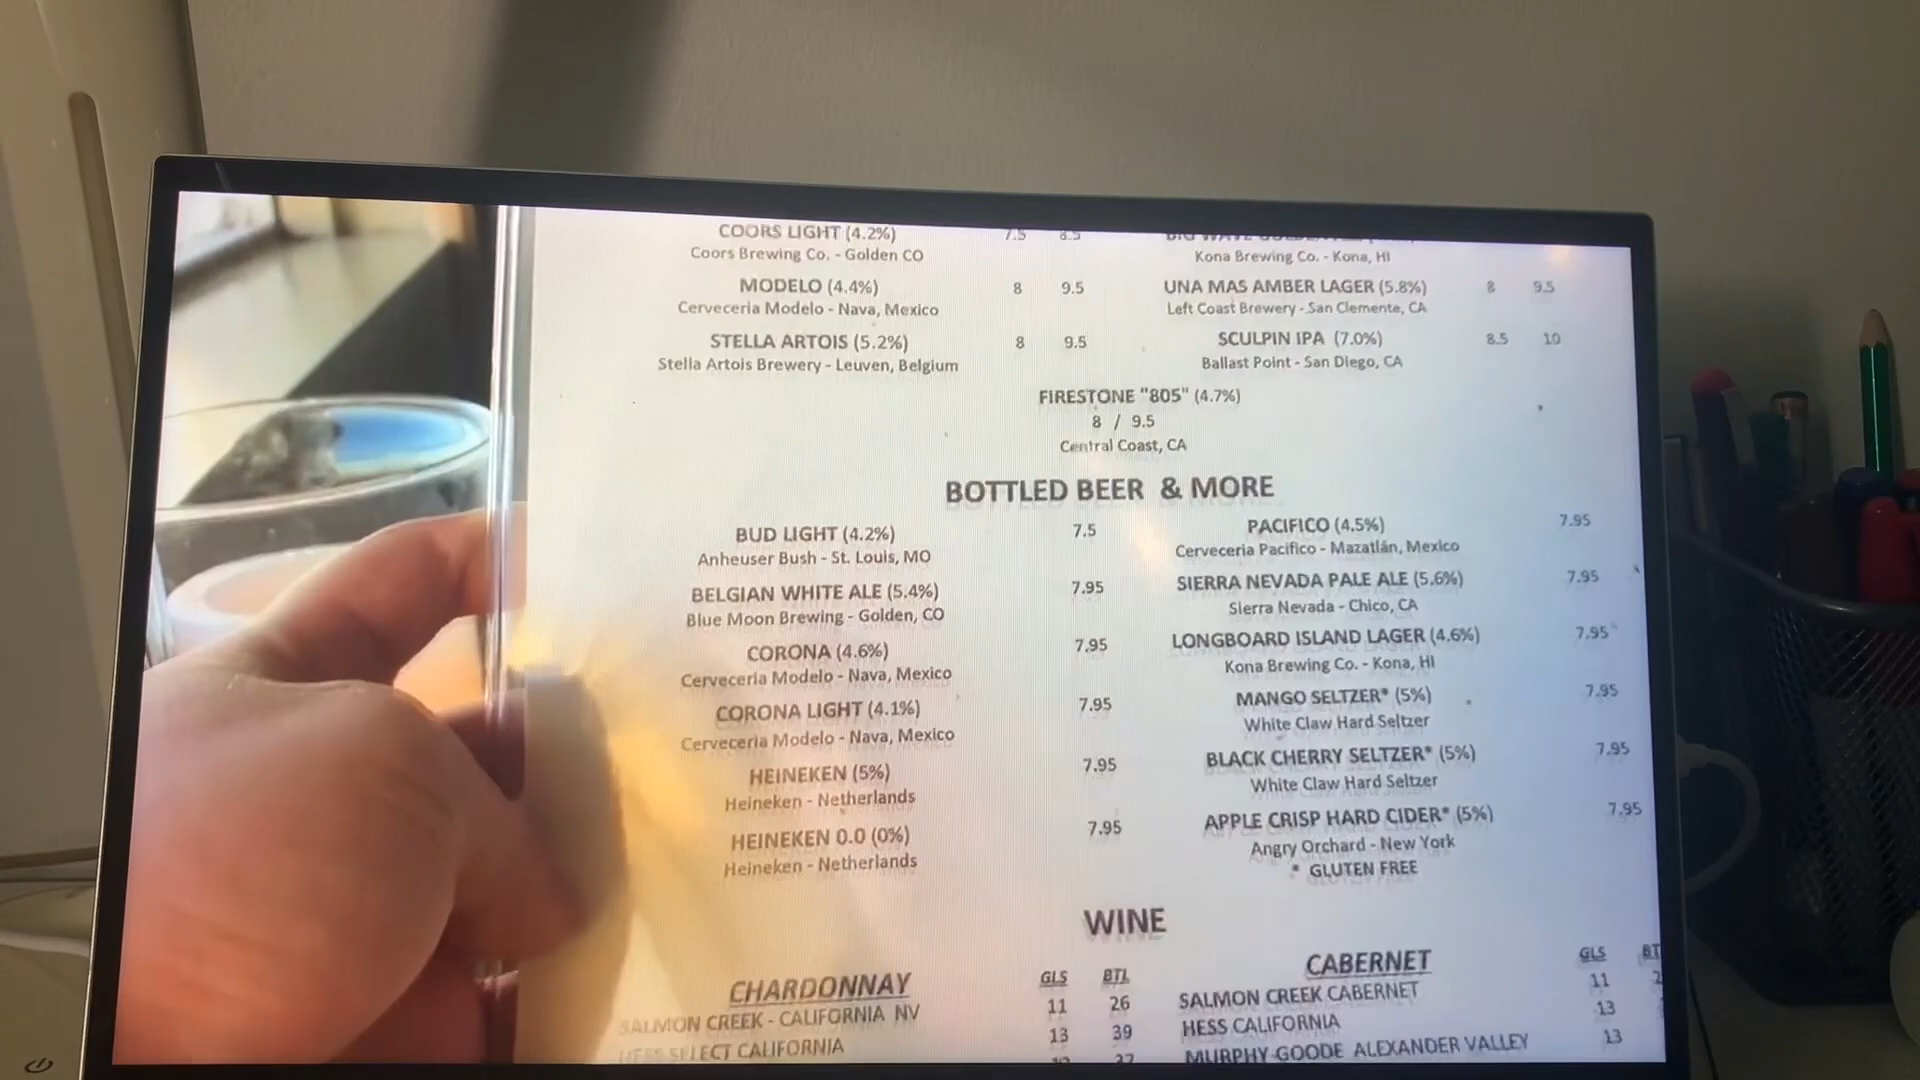 COORS LIGHT (4.2%) 7.5 8.5
Coors Brewing Co. - Golden CO
MODELO (4.4%) 8 9.5
Cerveceria Modelo - Nava, Mexico
STELLA ARTOIS (5.2%) 8 9.5
Stella Artois Brewery - Leuven, Belgium
Kona Brewing Co. - Kona, HI
UNA MAS AMBER LAGER (5.8%) 8 9.5
Left Coast Brewery - San Clemente, CA
SCULPIN IPA (7.0%) 8.5 10
Ballast Point - San Diego, CA
FIRESTONE "805" (4.7%)
8 / 9.5
Central Coast, CA
BOTTLED BEER & MORE
BUD LIGHT (4.2%) 7.5
Anheuser Bush - St. Louis, MO
BELGIAN WHITE ALE (5.4%) 7.95
Blue Moon Brewing - Golden, CO
CORONA (4.6%) 7.95
Cerveceria Modelo - Nava, Mexico
CORONA LIGHT (4.1%) 7.95
Cerveceria Modelo - Nava, Mexico
HEINEKEN (5%) 7.95
Heineken - Netherlands
HEINEKEN 0.0 (0%) 7.95
Heineken - Netherlands
PACIFICO (4.5%) 7.95
Cerveceria Pacifico - Mazatlán, Mexico
SIERRA NEVADA PALE ALE (5.6%) 7.95
Sierra Nevada - Chico, CA
LONGBOARD ISLAND LAGER (4.6%) 7.95
Kona Brewing Co. - Kona, HI
MANGO SELTZER* (5%) 7.95
White Claw Hard Seltzer
BLACK CHERRY SELTZER* (5%) 7.95
White Claw Hard Seltzer
APPLE CRISP HARD CIDER* (5%) 7.95
Angry Orchard - New York
* GLUTEN FREE
WINE
CHARDONNAY GLS BTL
SALMON CREEK - CALIFORNIA NV 11 26
HESS SELECT CALIFORNIA 13 39
CABERNET GLS
SALMON CREEK CABERNET 11
HESS CALIFORNIA 13
MURPHY-GOODE ALEXANDER VALLEY 13